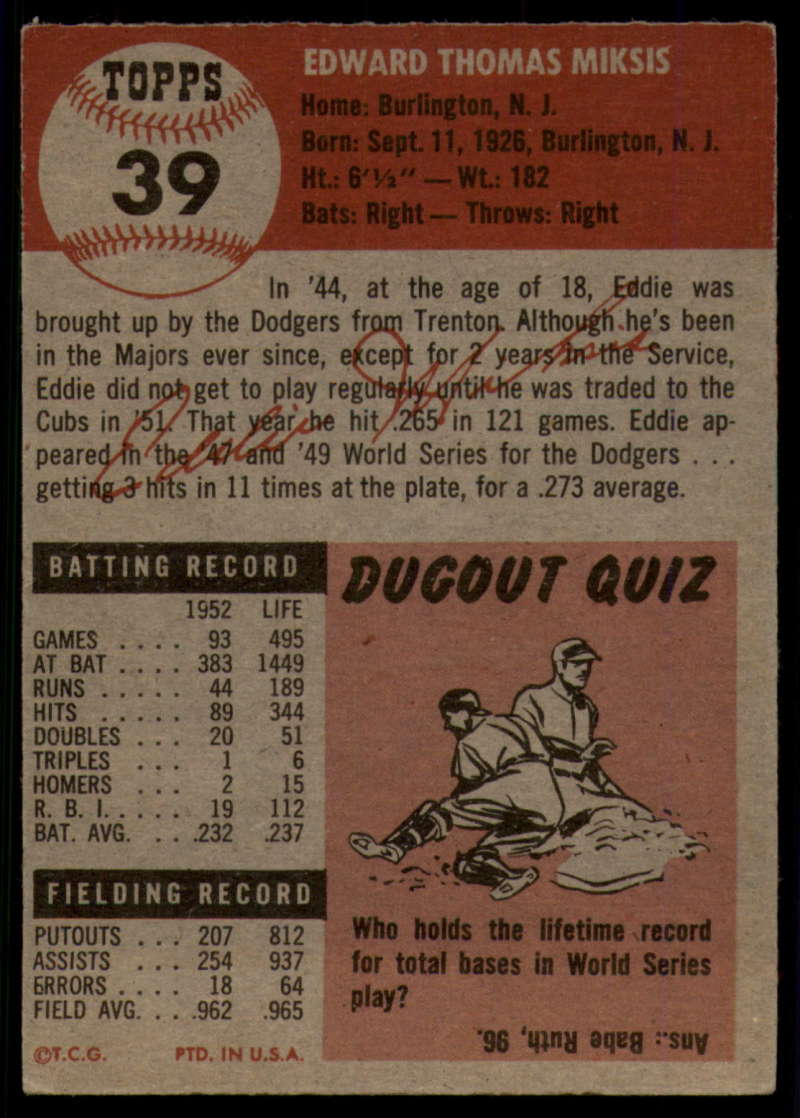 TOPPS
39
EDWARD THOMAS MIKSIS
Home: Burlington, N. J.
Born: Sept. 11, 1926, Burlington, N. J.
Ht.: 6'½" — Wt.: 182
Bats: Right — Throws: Right
In '44, at the age of 18, Eddie was
brought up by the Dodgers from Trenton. Although he's been
in the Majors ever since, except for 2 years in the Service,
Eddie did not get to play regularly until he was traded to the
Cubs in '51. That year he hit .265 in 121 games. Eddie ap-
peared in the '47 and '49 World Series for the Dodgers . . .
getting 3 hits in 11 times at the plate, for a .273 average.
BATTING RECORD
1952 LIFE
GAMES . . . . 93 495
AT BAT . . . . 383 1449
RUNS . . . . . 44 189
HITS . . . . . 89 344
DOUBLES . . . 20 51
TRIPLES . . . 1 6
HOMERS . . . 2 15
R. B. I. . . . . . 19 112
BAT. AVG. . . .232 .237
FIELDING RECORD
PUTOUTS . . . 207 812
ASSISTS . . . 254 937
ERRORS . . . . 18 64
FIELD AVG. . . .962 .965
©T.C.G. PTD. IN U.S.A.
DUGOUT QUIZ
Who holds the lifetime record
for total bases in World Series
play?
Ans.: Babe Ruth, 96.